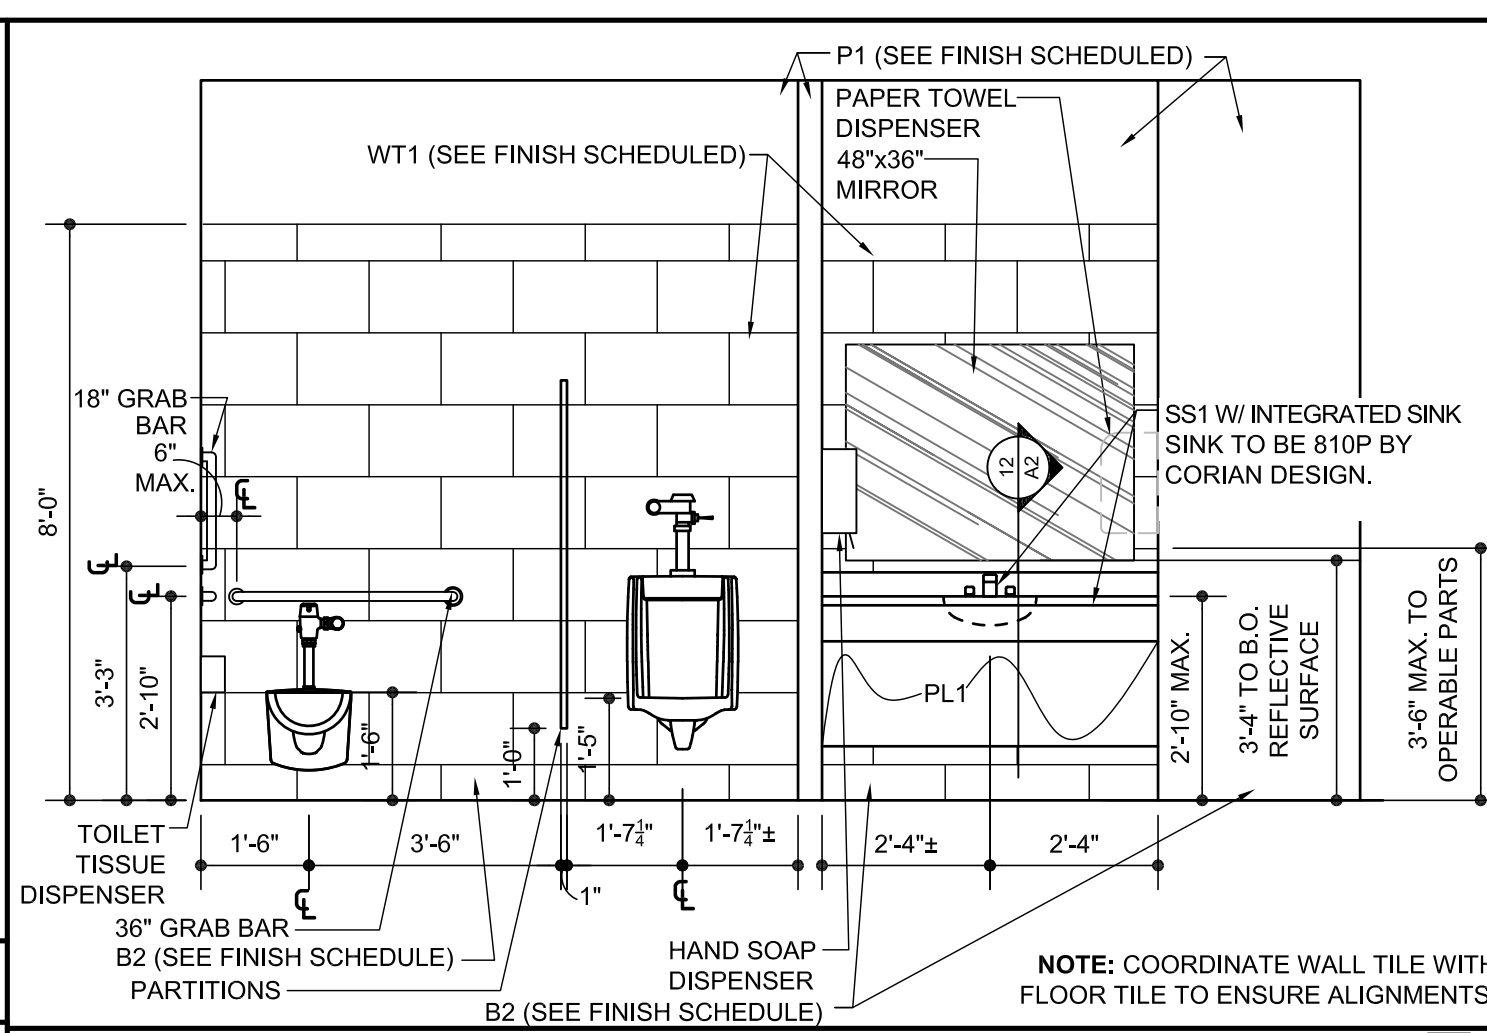 P1 (SEE FINISH SCHEDULED)
PAPER TOWEL
DISPENSER
48"x36"
MIRROR
WT1 (SEE FINISH SCHEDULED)
18" GRAB
BAR
6"
MAX.
8'-0"
3'-3"
2'-10"
12
A2
SS1 W/ INTEGRATED SINK
SINK TO BE 810P BY
CORIAN DESIGN.
PL1
1'-6"
1'-0"
1'-5"
2'-10" MAX.
3'-4" TO B.O.
REFLECTIVE
SURFACE
3'-6" MAX. TO
OPERABLE PARTS
TOILET
TISSUE
DISPENSER
1'-6"
3'-6"
1"
1'-7 1/4"
1'-7 1/4"±
2'-4"±
2'-4"
36" GRAB BAR
B2 (SEE FINISH SCHEDULE)
PARTITIONS
HAND SOAP
DISPENSER
B2 (SEE FINISH SCHEDULE)
NOTE: COORDINATE WALL TILE WITH
FLOOR TILE TO ENSURE ALIGNMENTS